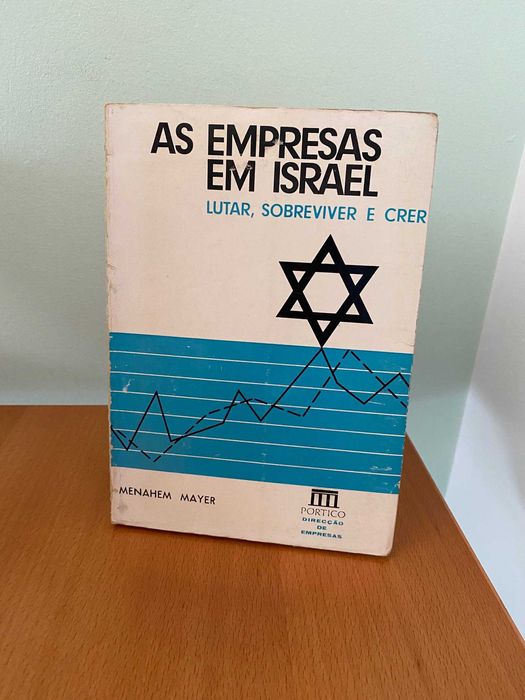 AS EMPRESAS
EM ISRAEL
LUTAR, SOBREVIVER E CRER
MENAHEM MAYER
PORTICO
DIRECÇÃO
DE
EMPRESAS